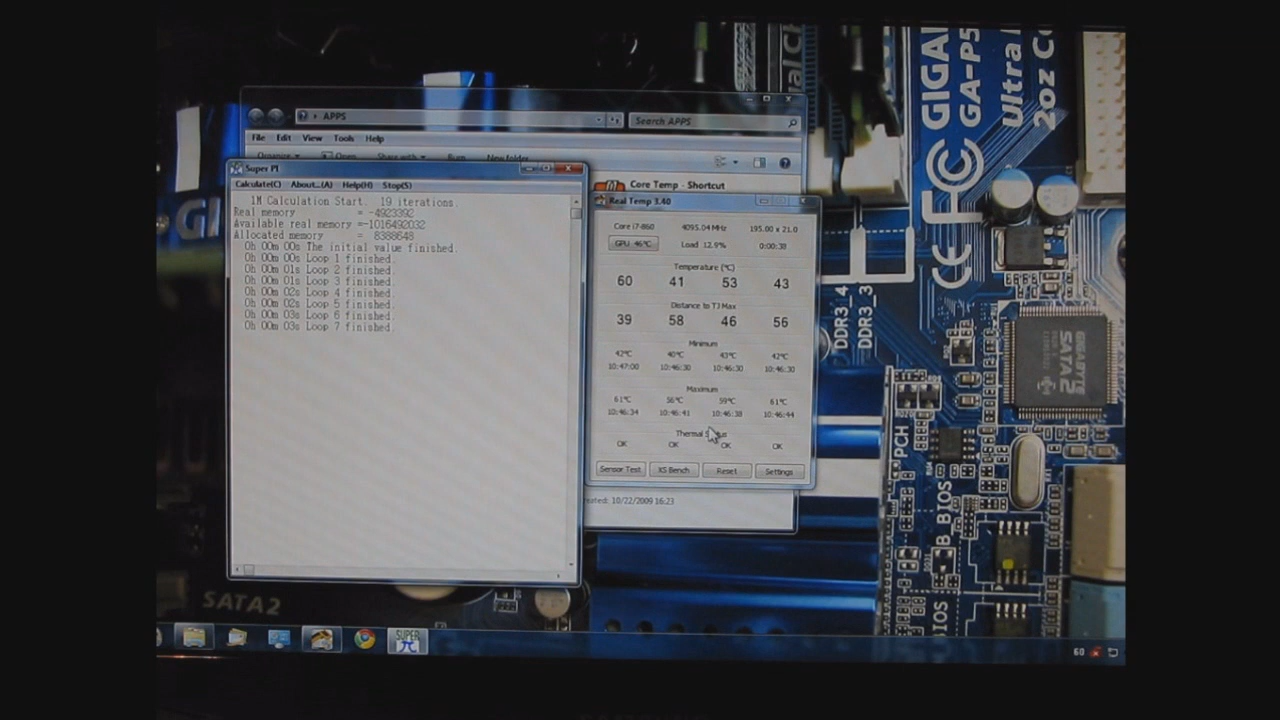 APPS
Search APPS
File Edit View Tools Help
Organize Open Share with Burn New folder
Core Temp - Shortcut
Super PI
Calculate(C) About...(A) Help(H) Stop(S)
1M Calculation Start. 19 iterations.
Real memory = -4923392
Available real memory =-1016492032
Allocated memory = 8388648
0h 00m 00s The initial value finished.
0h 00m 00s Loop 1 finished.
0h 00m 01s Loop 2 finished.
0h 00m 01s Loop 3 finished.
0h 00m 02s Loop 4 finished.
0h 00m 02s Loop 5 finished.
0h 00m 03s Loop 6 finished.
0h 00m 03s Loop 7 finished.
Real Temp 3.40
Core i7-860 4095.04 MHz 195.00 x 21.0
GPU 46°C Load 12.9% 0:00:38
Temperature (°C)
60 41 53 43
Distance to TJ Max
39 58 46 56
Minimum
42°C 40°C 43°C 42°C
10:47:00 10:46:30 10:46:30 10:46:30
Maximum
61°C 56°C 59°C 61°C
10:46:34 10:46:41 10:46:38 10:46:44
Thermal
OK OK OK OK
Sensor Test XS Bench Reset Settings
10/22/2009 16:23
GIGA
GA-P5
Ultra
2oz C
DDR3_4
DDR3_3
GIGABYTE
SATA2
PCH
B_BIOS
BIOS
GI
SATA2
SUPER
π
60